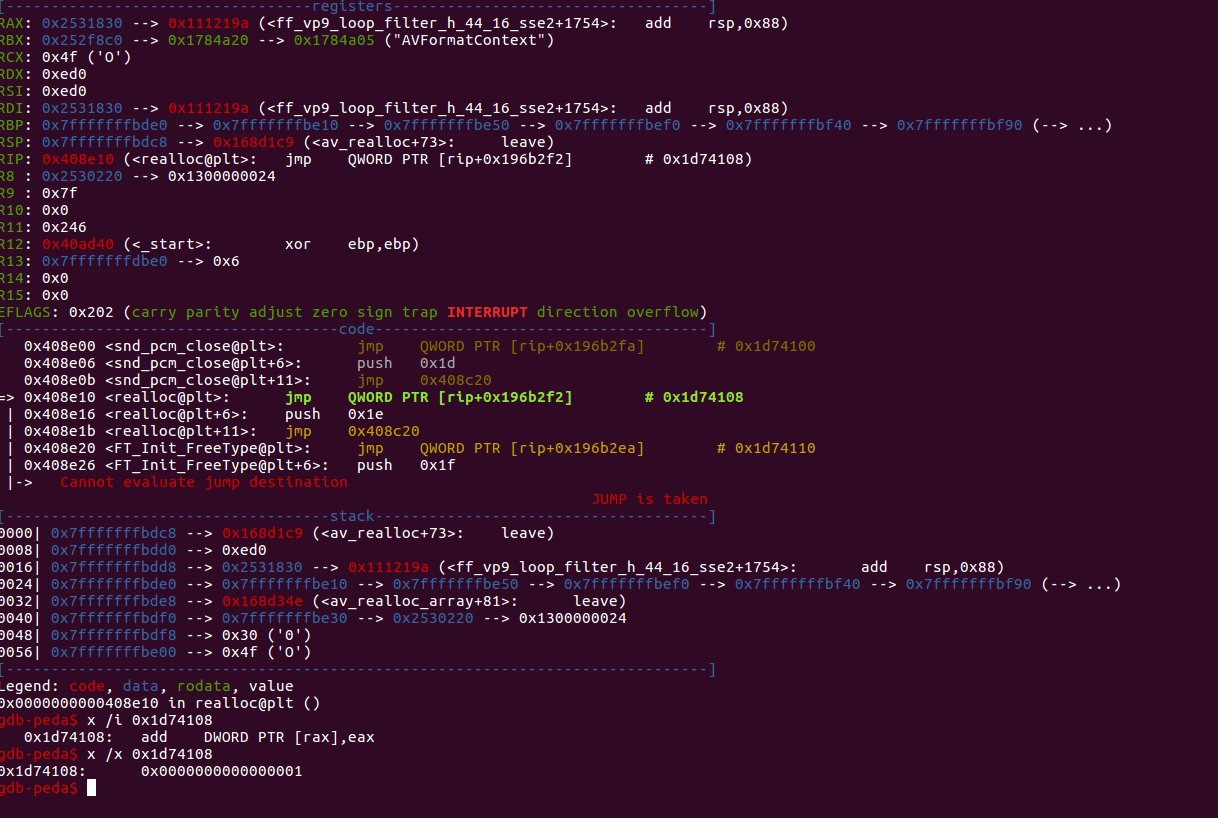 [----------------------------------registers-----------------------------------]
RAX: 0x2531830 --> 0x111219a (<ff_vp9_loop_filter_h_44_16_sse2+1754>:	add    rsp,0x88)
RBX: 0x252f8c0 --> 0x1784a20 --> 0x1784a05 ("AVFormatContext")
RCX: 0x4f ('O')
RDX: 0xed0
RSI: 0xed0
RDI: 0x2531830 --> 0x111219a (<ff_vp9_loop_filter_h_44_16_sse2+1754>:	add    rsp,0x88)
RBP: 0x7fffffffbde0 --> 0x7fffffffbe10 --> 0x7fffffffbe50 --> 0x7fffffffbef0 --> 0x7fffffffbf40 --> 0x7fffffffbf90 (--> ...)
RSP: 0x7fffffffbdc8 --> 0x168d1c9 (<av_realloc+73>:	leave)
RIP: 0x408e10 (<realloc@plt>:	jmp    QWORD PTR [rip+0x196b2f2]        # 0x1d74108)
R8 : 0x2530220 --> 0x1300000024
R9 : 0x7f
R10: 0x0
R11: 0x246
R12: 0x40ad40 (<_start>:	xor    ebp,ebp)
R13: 0x7fffffffdbe0 --> 0x6
R14: 0x0
R15: 0x0
EFLAGS: 0x202 (carry parity adjust zero sign trap INTERRUPT direction overflow)
[-------------------------------------code-------------------------------------]
0x408e00 <snd_pcm_close@plt>:	jmp    QWORD PTR [rip+0x196b2fa]        # 0x1d74100
0x408e06 <snd_pcm_close@plt+6>:	push   0x1d
0x408e0b <snd_pcm_close@plt+11>:	jmp    0x408c20
=> 0x408e10 <realloc@plt>:	jmp    QWORD PTR [rip+0x196b2f2]        # 0x1d74108
| 0x408e16 <realloc@plt+6>:	push   0x1e
| 0x408e1b <realloc@plt+11>:	jmp    0x408c20
| 0x408e20 <FT_Init_FreeType@plt>:	jmp    QWORD PTR [rip+0x196b2ea]        # 0x1d74110
| 0x408e26 <FT_Init_FreeType@plt+6>:	push   0x1f
|->   Cannot evaluate jump destination
JUMP is taken
[------------------------------------stack-------------------------------------]
0000| 0x7fffffffbdc8 --> 0x168d1c9 (<av_realloc+73>:	leave)
0008| 0x7fffffffbdd0 --> 0xed0
0016| 0x7fffffffbdd8 --> 0x2531830 --> 0x111219a (<ff_vp9_loop_filter_h_44_16_sse2+1754>:	add    rsp,0x88)
0024| 0x7fffffffbde0 --> 0x7fffffffbe10 --> 0x7fffffffbe50 --> 0x7fffffffbef0 --> 0x7fffffffbf40 --> 0x7fffffffbf90 (--> ...)
0032| 0x7fffffffbde8 --> 0x168d34e (<av_realloc_array+81>:	leave)
0040| 0x7fffffffbdf0 --> 0x7fffffffbe30 --> 0x2530220 --> 0x1300000024
0048| 0x7fffffffbdf8 --> 0x30 ('0')
0056| 0x7fffffffbe00 --> 0x4f ('O')
[------------------------------------------------------------------------------]
Legend: code, data, rodata, value
0x0000000000408e10 in realloc@plt ()
gdb-peda$ x /i 0x1d74108
0x1d74108:	add    DWORD PTR [rax],eax
gdb-peda$ x /x 0x1d74108
0x1d74108:	0x0000000000000001
gdb-peda$